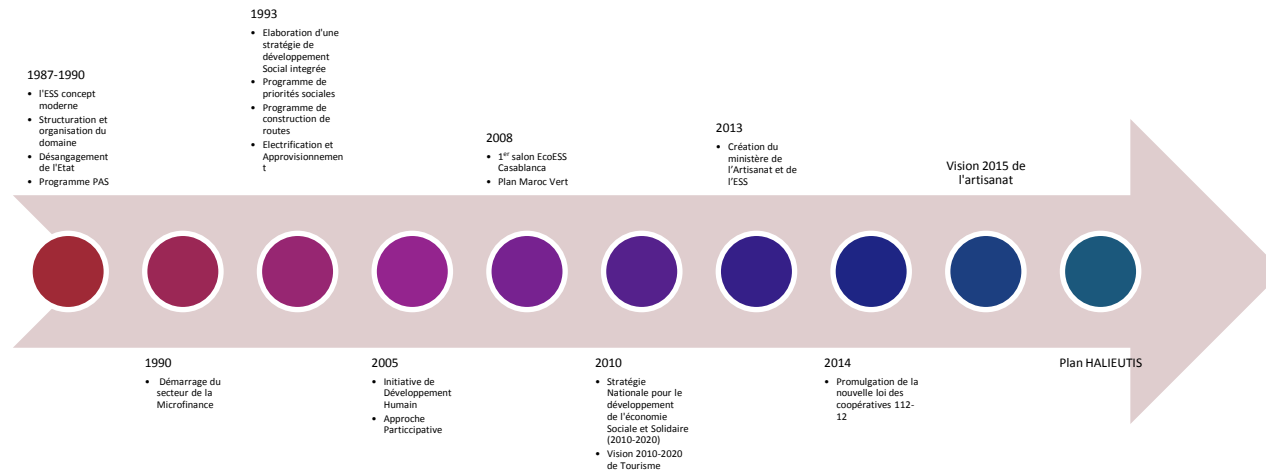 1987-1990
• l'ESS concept
moderne
• Structuration et
organisation du
domaine
• Désangagement
de l'Etat
• Programme PAS
1990
• Démarrage du
secteur de la
Microfinance
1993
• Elaboration d'une
stratégie de
développement
Social integrée
• Programme de
priorités sociales
• Programme de
construction de
routes
• Electrification et
Approvisionnemen
t
2005
• Initiative de
Développement
Humain
• Approche
Particcipative
2008
• 1er salon EcoESS
Casablanca
• Plan Maroc Vert
2010
• Stratégie
Nationale pour le
développement
de l'économie
Sociale et Solidaire
(2010-2020)
• Vision 2010-2020
de Tourisme
2013
• Création du
ministère de
l'Artisanat et de
l'ESS
2014
• Promulgation de la
nouvelle loi des
coopératives 112-
12
Vision 2015 de
l'artisanat
Plan HALIEUTIS